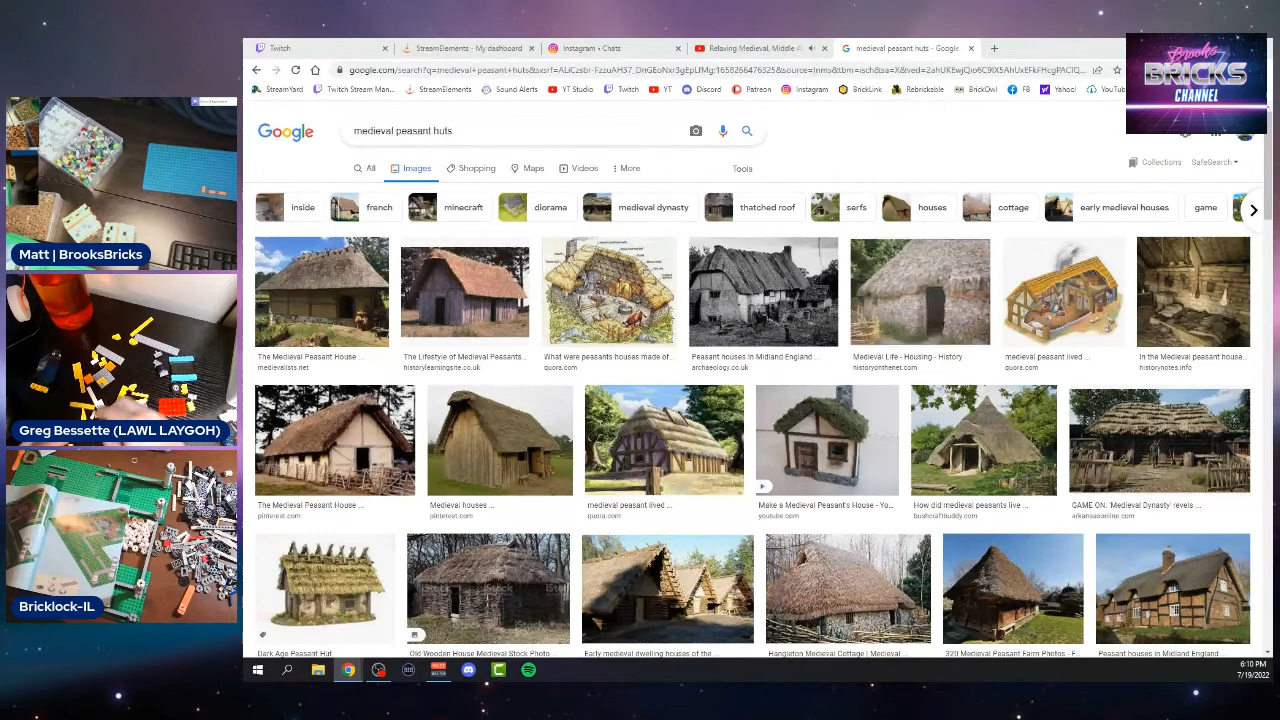 Twitch
StreamElements - My dashboard
Instagram • Chats
Relaxing Medieval, Middle A
medieval peasant huts - Google
Brooks
BRICKS
CHANNEL
StreamYard
Twitch Stream Man...
StreamElements
Sound Alerts
YT Studio
Twitch
YT
Discord
Patreon
Instagram
BrickLink
Rebrickable
BrickOwl
FB
Yahoo!
YouTub
Google
medieval peasant huts
All
Images
Shopping
Maps
Videos
More
Tools
Collections
SafeSearch
inside
french
minecraft
diorama
medieval dynasty
thatched roof
serfs
houses
cottage
early medieval houses
game
The Medieval Peasant House ...
medievalists.net
The Lifestyle of Medieval Peasants...
historylearningsite.co.uk
What were peasants houses made of...
quora.com
Peasant houses in Midland England ...
archaeology.co.uk
Medieval Life - Housing - History
historyonthenet.com
medieval peasant lived ...
quora.com
In the Medieval peasant house...
historynotes.info
The Medieval Peasant House ...
pinterest.com
Medieval houses ...
pinterest.com
medieval peasant lived ...
quora.com
Make a Medieval Peasant's House - Yo...
youtube.com
How did medieval peasants live ...
bushcraftbuddy.com
GAME ON: 'Medieval Dynasty' reveals ...
arkansasonline.com
iStock
Dark Age Peasant Hut
Old Wooden House Medieval Stock Photo ...
Early medieval dwelling houses of the ...
Hangleton Medieval Cottage | Medieval ...
320 Medieval Peasant Farm Photos - F...
Peasant houses in Midland England ...
Matt | BrooksBricks
Greg Bessette (LAWL LAYGOH)
Bricklock-IL
6:10 PM
7/19/2022